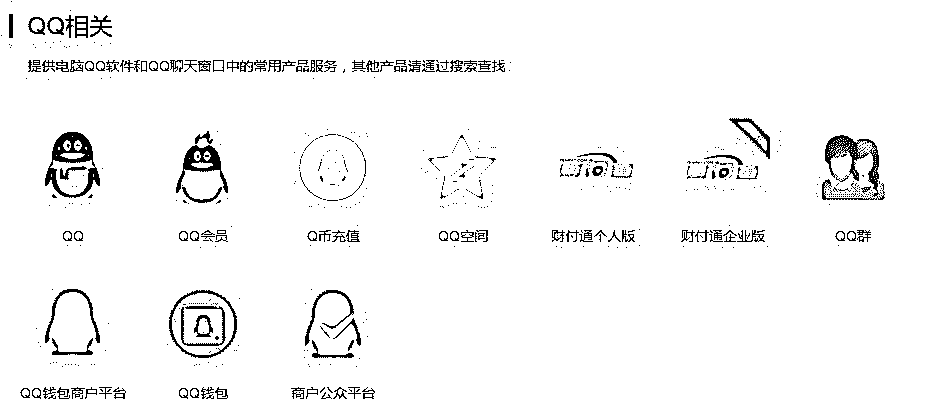 QQ相关
提供电脑QQ软件和QQ聊天窗口中的常用产品服务，其他产品请通过搜索查找
QQ QQ会员 Q币充值 QQ空间 财付通个人版 财付通企业版 QQ群
QQ钱包商户平台 QQ钱包 商户公众平台